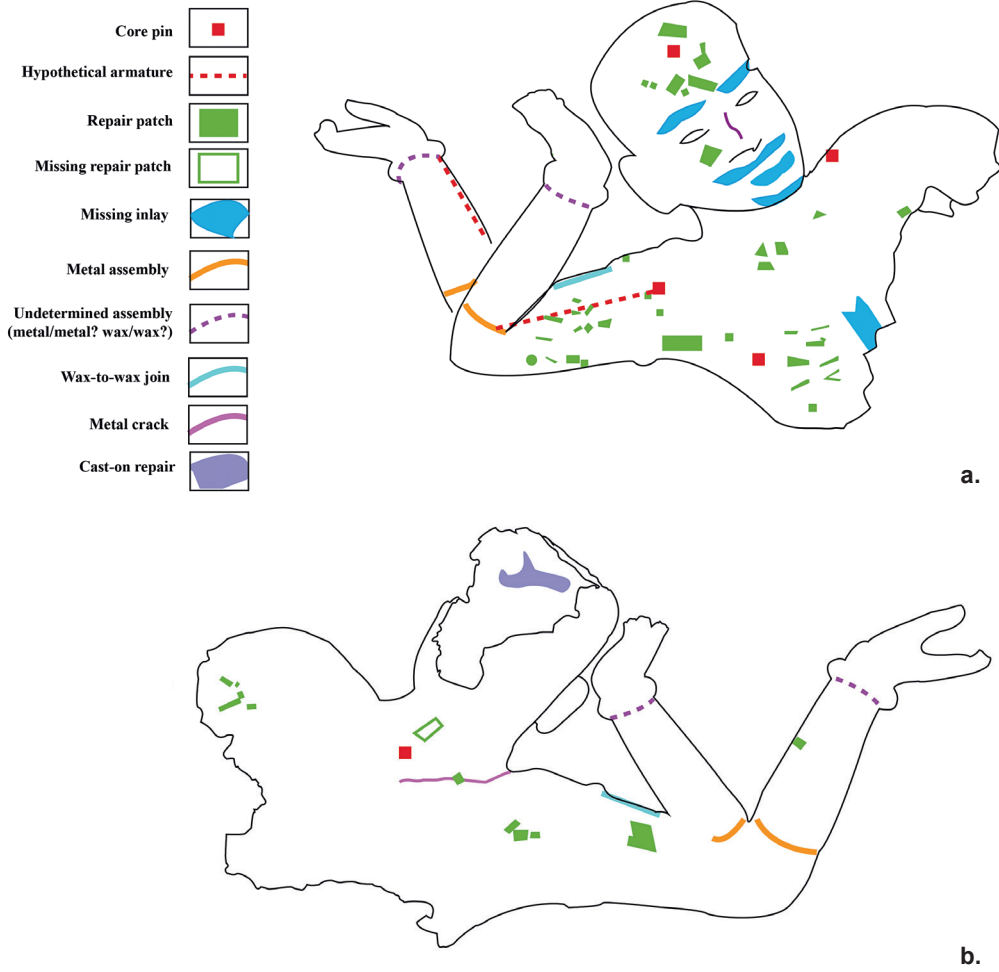 Core pin
Hypothetical armature
Repair patch
Missing repair patch
Missing inlay
Metal assembly
Undetermined assembly
(metal/metal? wax/wax?)
Wax-to-wax join
Metal crack
Cast-on repair
a.
b.